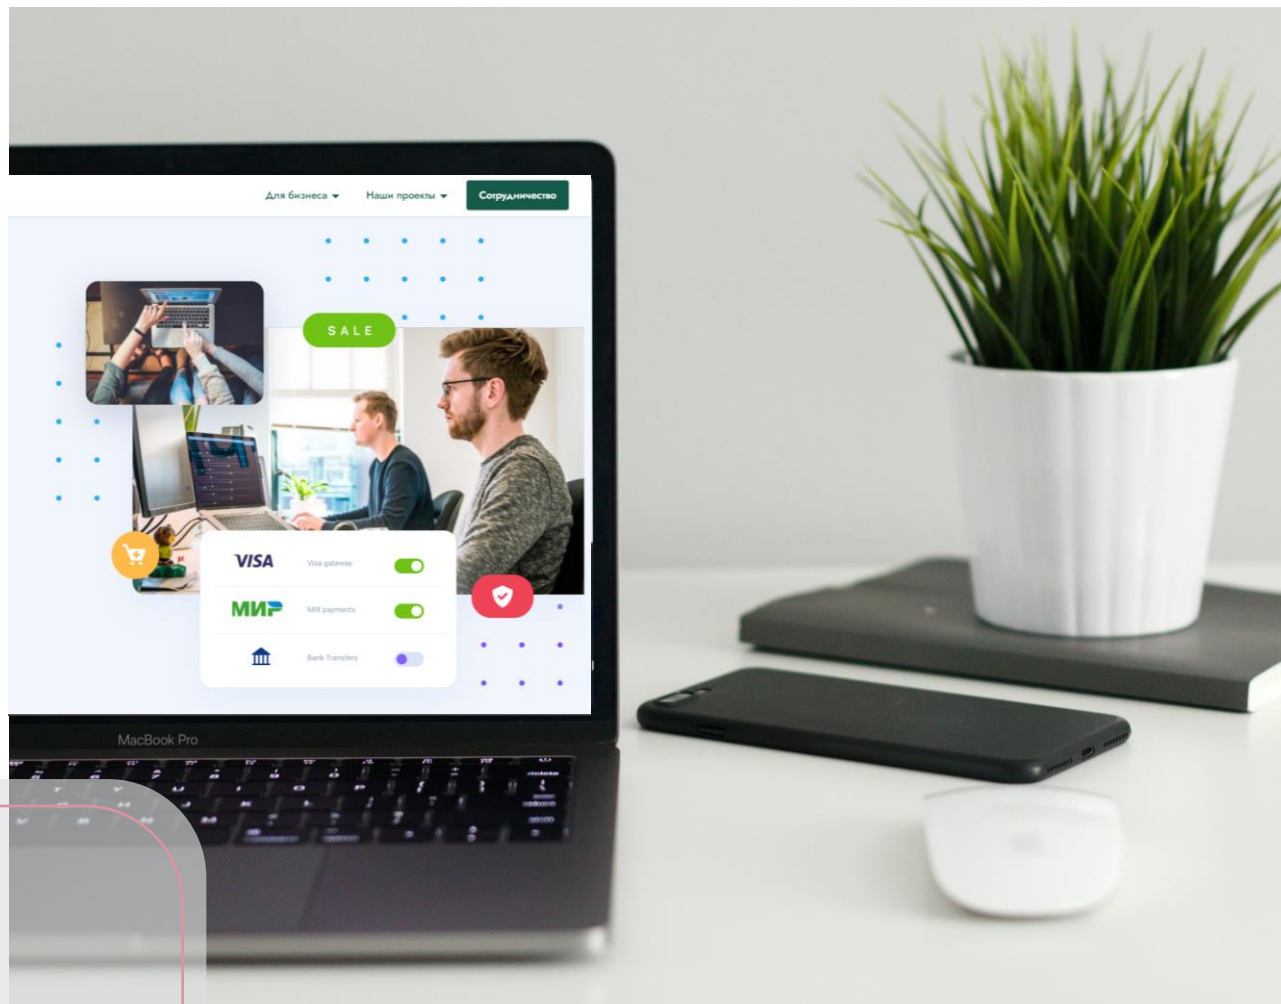 Для бизнеса
Наши проекты
Сотрудничество
SALE
VISA
Visa gateway
МИР
MIR payments
Bank Transfers
MacBook Pro